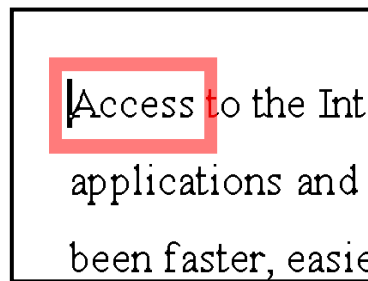 Access to the Int
applications and
been faster, easie